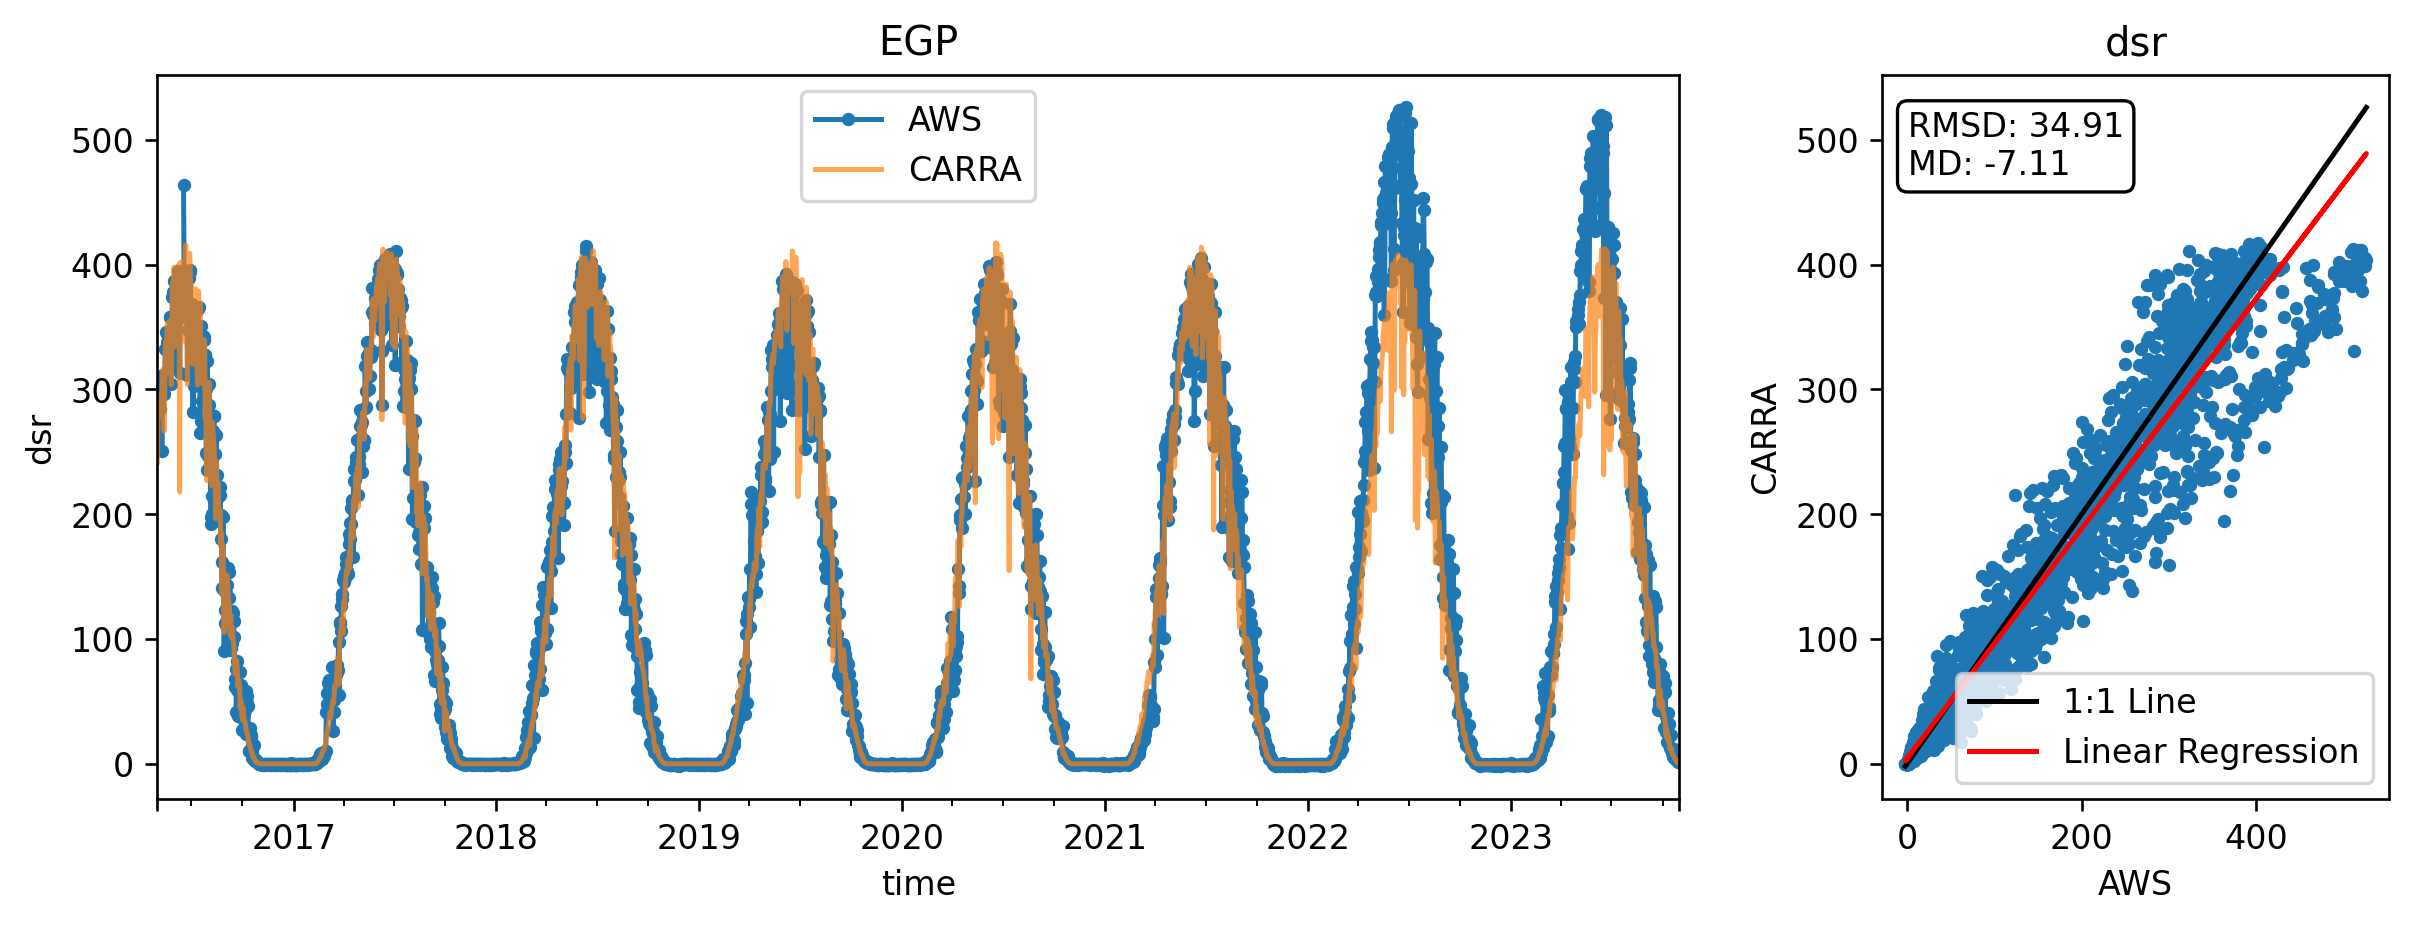 EGP
AWS
CARRA
500
400
300
200
100
0
dsr
2017 2018 2019 2020 2021 2022 2023
time
dsr
RMSD: 34.91
MD: -7.11
500
400
300
200
100
0
CARRA
1:1 Line
Linear Regression
0 200 400
AWS